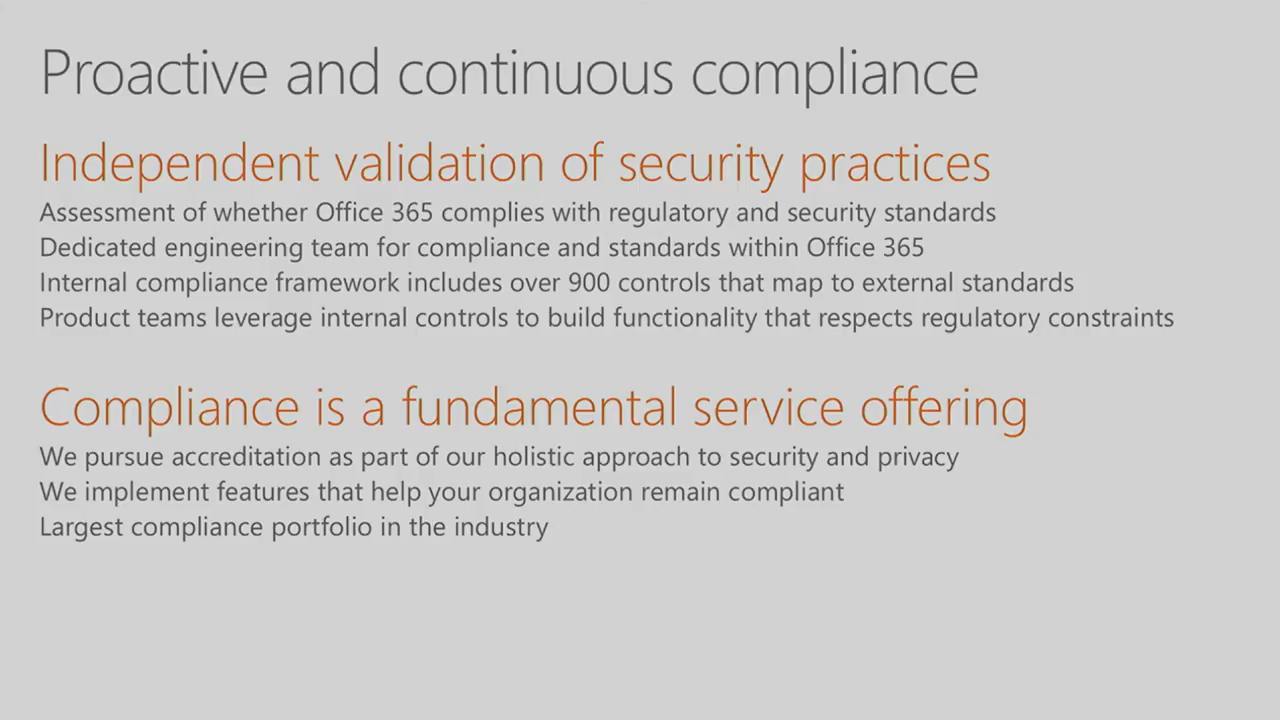 Proactive and continuous compliance
Independent validation of security practices
Assessment of whether Office 365 complies with regulatory and security standards
Dedicated engineering team for compliance and standards within Office 365
Internal compliance framework includes over 900 controls that map to external standards
Product teams leverage internal controls to build functionality that respects regulatory constraints
Compliance is a fundamental service offering
We pursue accreditation as part of our holistic approach to security and privacy
We implement features that help your organization remain compliant
Largest compliance portfolio in the industry